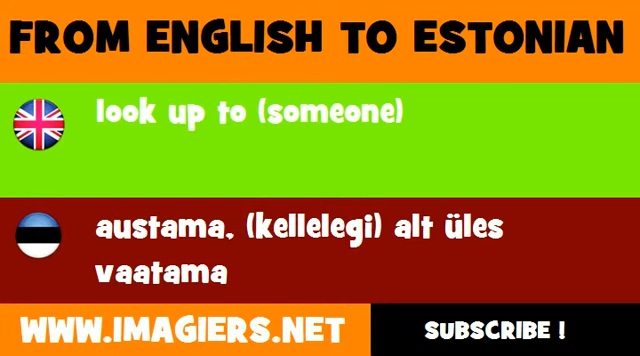 FROM ENGLISH TO ESTONIAN
look up to (someone)
austama, (kellelegi) alt üles
vaatama
WWW.IMAGIERS.NET
SUBSCRIBE !